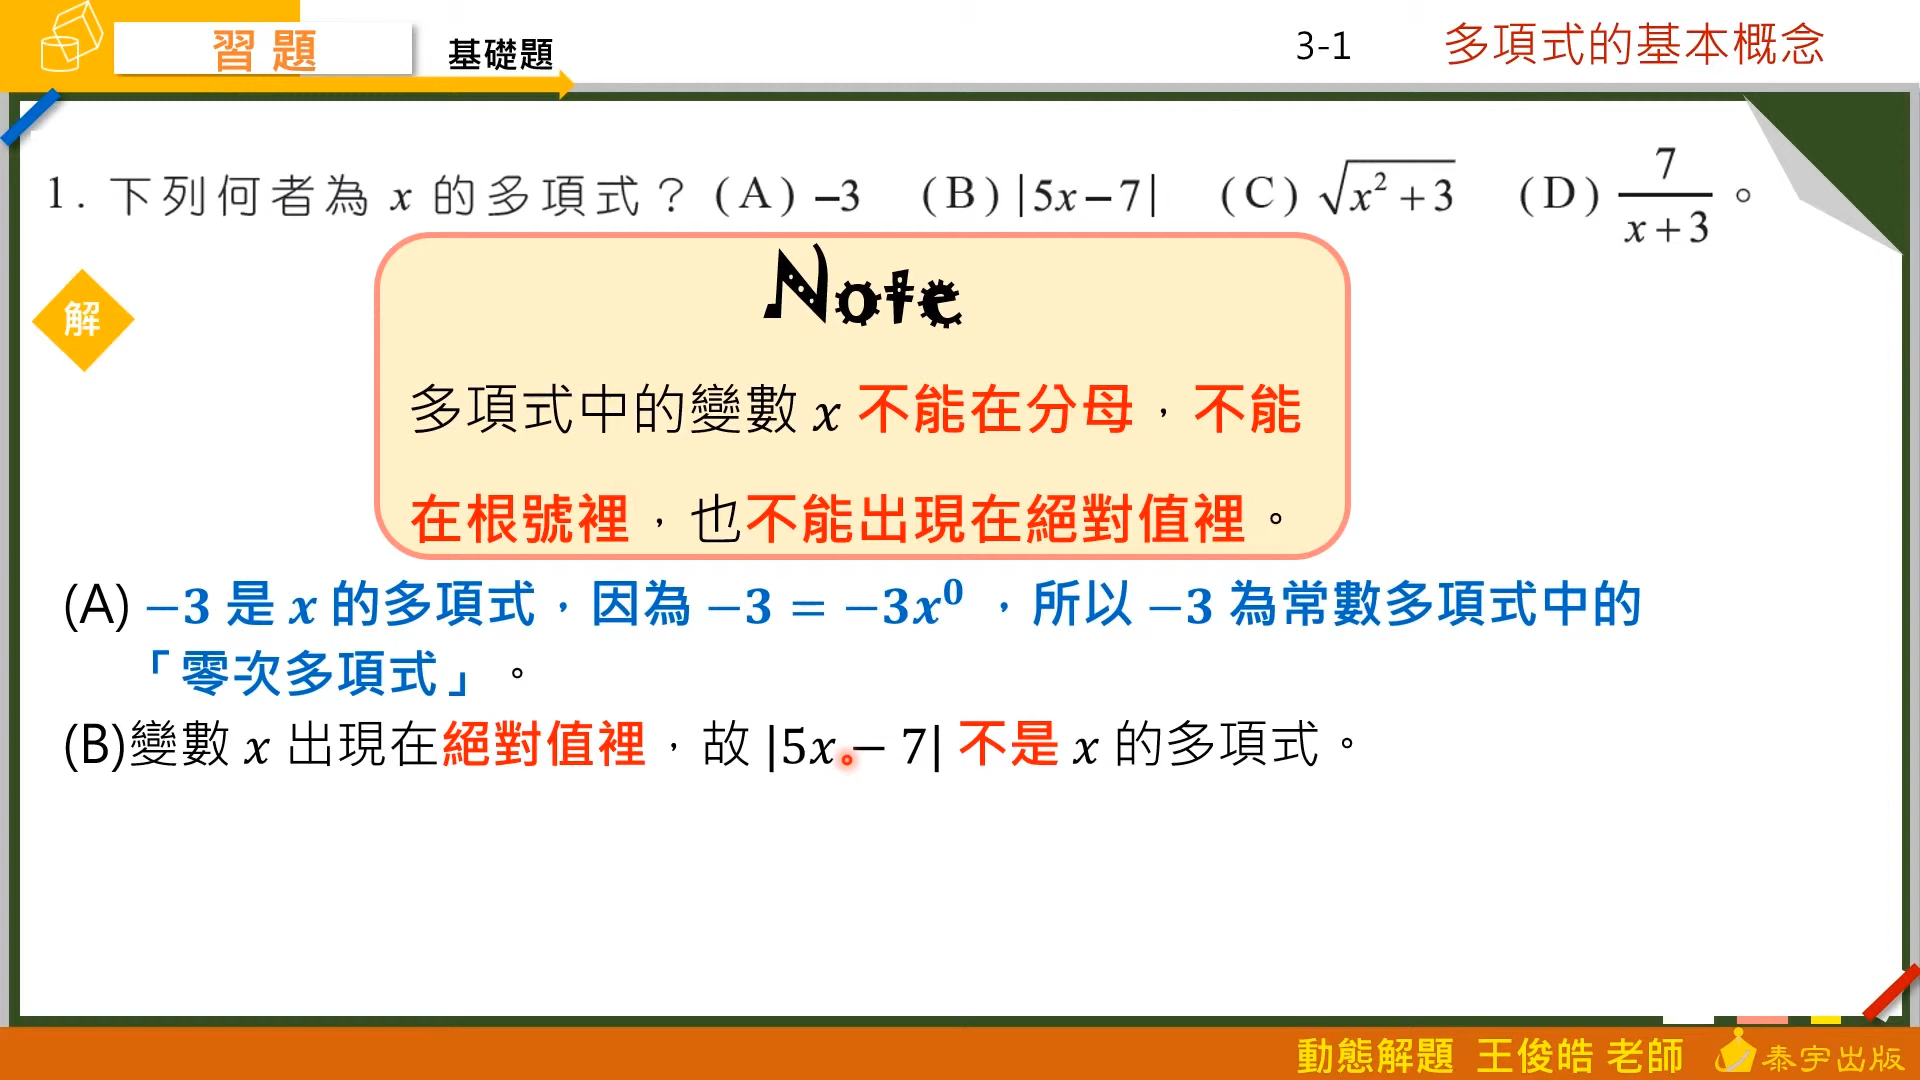 習題
基礎題
3-1 多項式的基本概念
1. 下列何者為 x 的多項式？(A) −3 (B) |5x−7| (C) √(x²+3) (D) 7/(x+3)。
解
Note
多項式中的變數 x 不能在分母，不能
在根號裡，也不能出現在絕對值裡。
(A) −3 是 x 的多項式，因為 −3 = −3x⁰ ，所以 −3 為常數多項式中的
「零次多項式」。
(B)變數 x 出現在絕對值裡，故 |5x − 7| 不是 x 的多項式。
動態解題 王俊皓 老師 泰宇出版